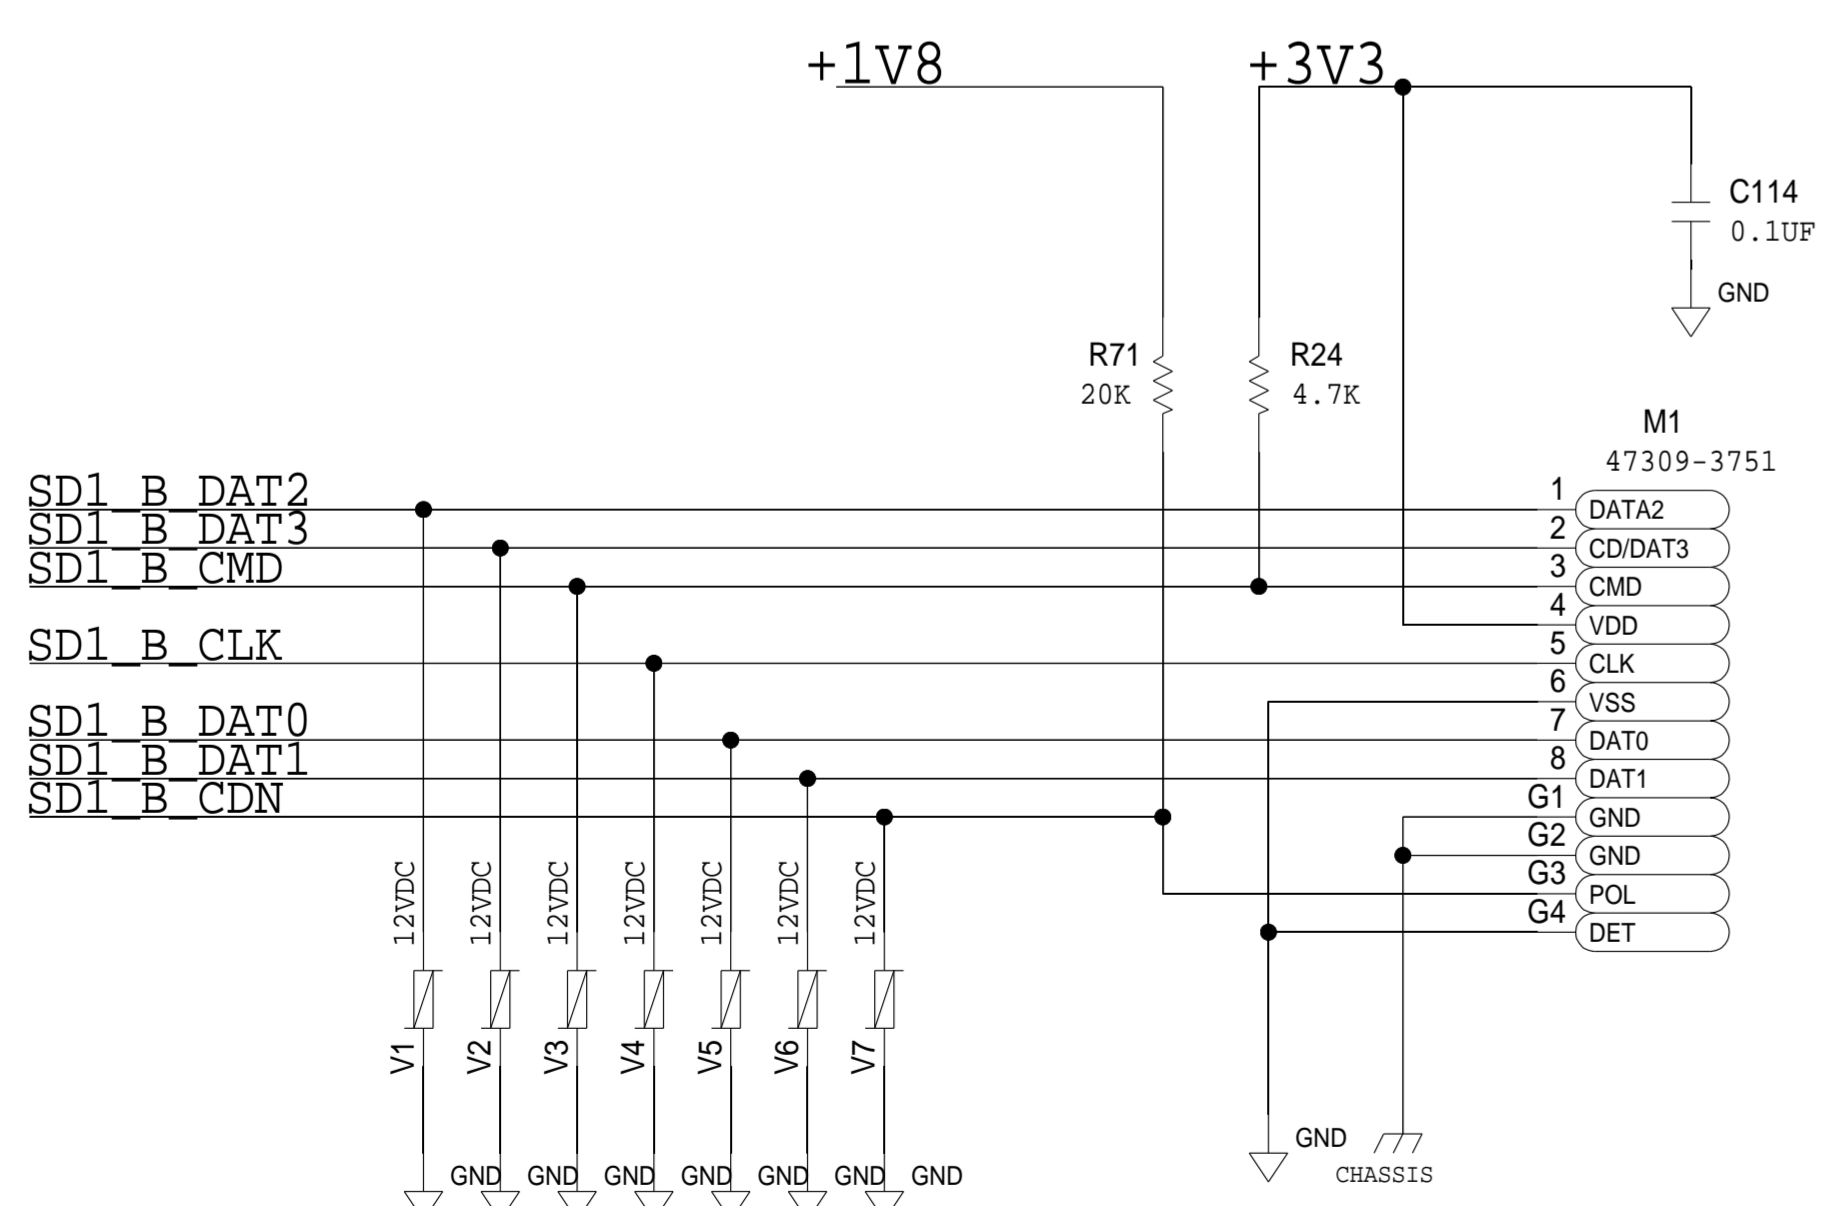 +1V8
+3V3
C114
0.1UF
GND
R71
20K
R24
4.7K
M1
47309-3751
SD1_B_DAT2
SD1_B_DAT3
SD1_B_CMD
SD1_B_CLK
SD1_B_DAT0
SD1_B_DAT1
SD1_B_CDN
1 DATA2
2 CD/DAT3
3 CMD
4 VDD
5 CLK
6 VSS
7 DAT0
8 DAT1
G1 GND
G2 GND
G3 POL
G4 DET
12VDC
12VDC
12VDC
12VDC
12VDC
12VDC
12VDC
V1
V2
V3
V4
V5
V6
V7
GND
GND
GND
GND
GND
GND
GND
GND
CHASSIS